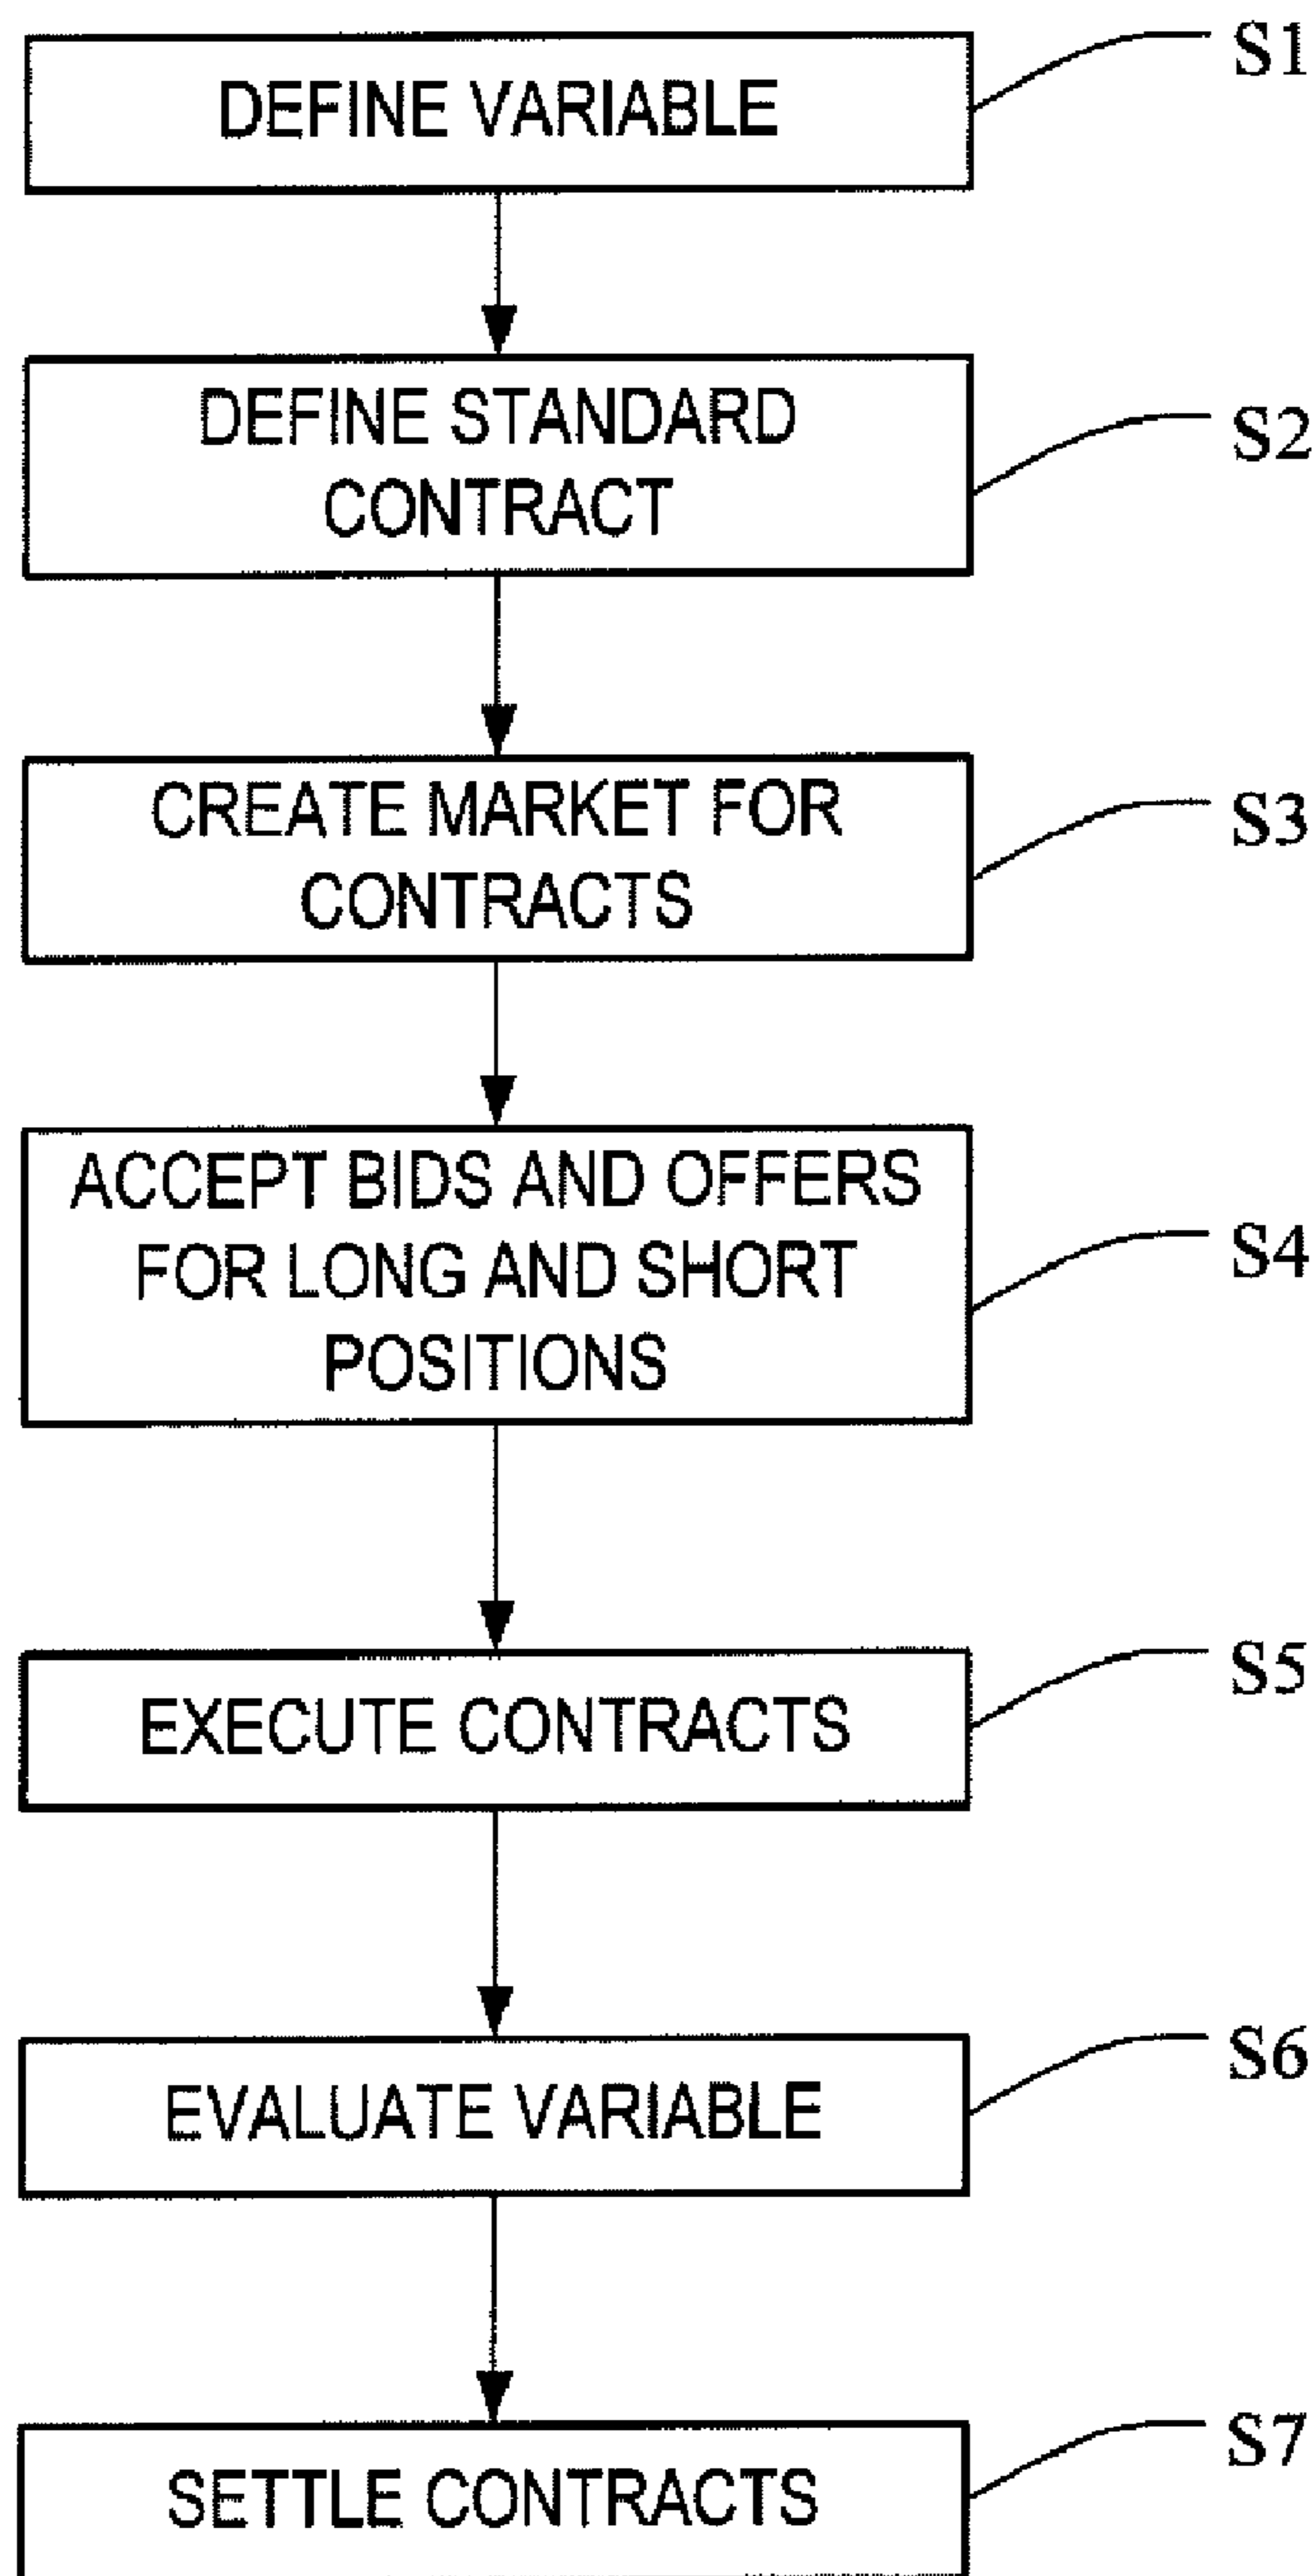 DEFINE VARIABLE
S1
DEFINE STANDARD
CONTRACT
S2
CREATE MARKET FOR
CONTRACTS
S3
ACCEPT BIDS AND OFFERS
FOR LONG AND SHORT
POSITIONS
S4
EXECUTE CONTRACTS
S5
EVALUATE VARIABLE
S6
SETTLE CONTRACTS
S7